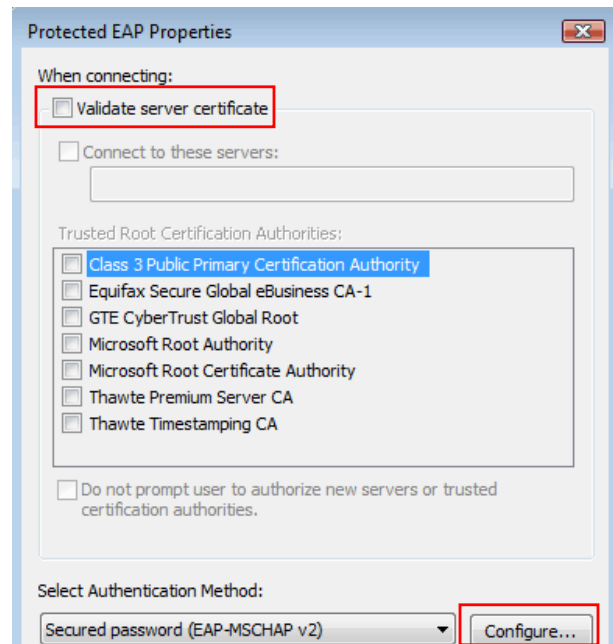 Protected EAP Properties
When connecting:
Validate server certificate
Connect to these servers:
Trusted Root Certification Authorities:
Class 3 Public Primary Certification Authority
Equifax Secure Global eBusiness CA-1
GTE CyberTrust Global Root
Microsoft Root Authority
Microsoft Root Certificate Authority
Thawte Premium Server CA
Thawte Timestamping CA
Do not prompt user to authorize new servers or trusted
certification authorities.
Select Authentication Method:
Secured password (EAP-MSCHAP v2) Configure...